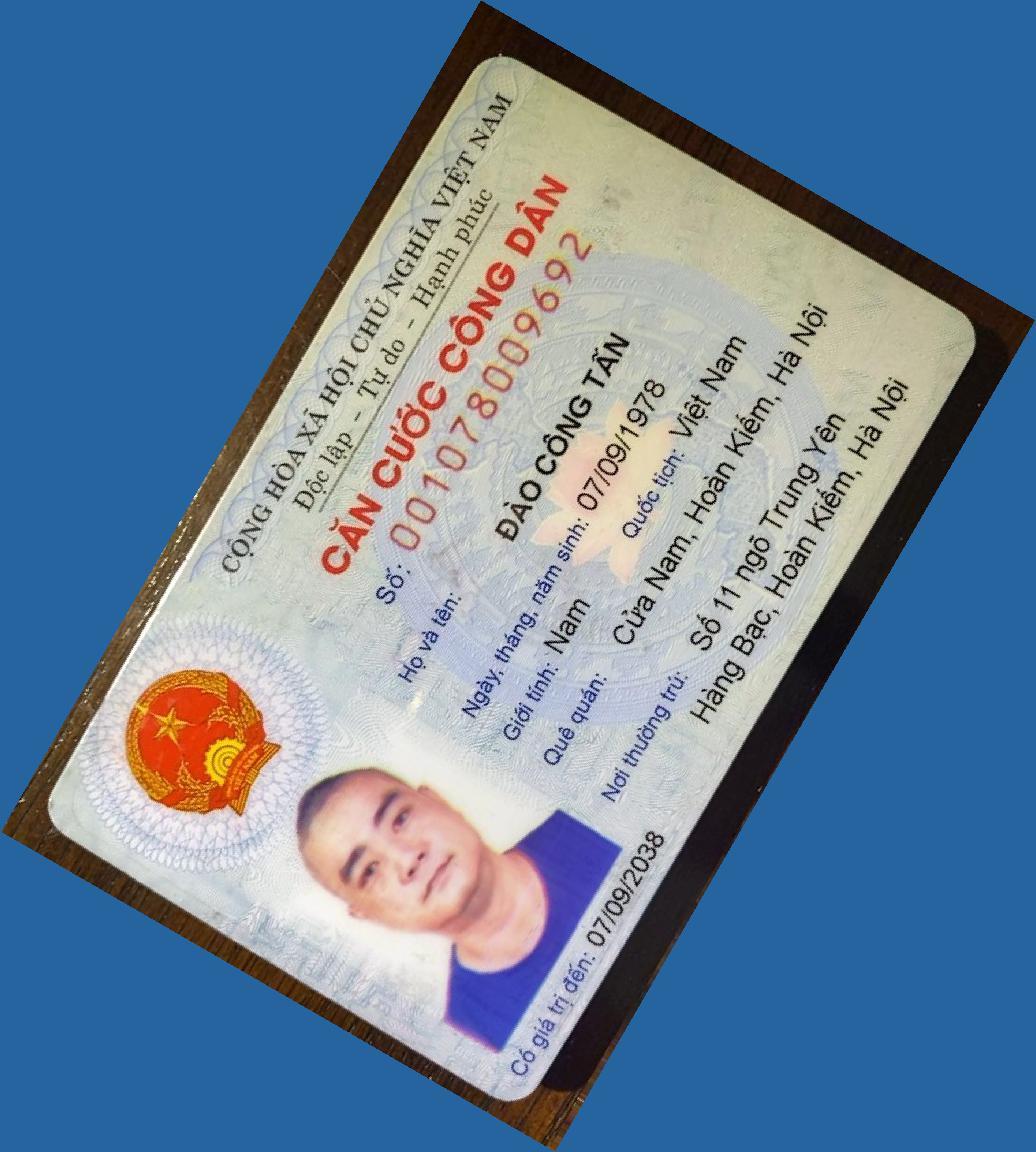 CỘNG HÒA XÃ HỘI CHỦ NGHĨA VIỆT NAM
Độc lập - Tự do - Hạnh phúc
CĂN CƯỚC CÔNG DÂN
Số: 001078009692
Họ và tên: ĐÀO CÔNG TẤN
Ngày, tháng, năm sinh: 07/09/1978
Giới tính: Nam Quốc tịch: Việt Nam
Quê quán: Cửa Nam, Hoàn Kiếm, Hà Nội
Nơi thường trú: Số 11 ngõ Trung Yên
Hàng Bạc, Hoàn Kiếm, Hà Nội
Có giá trị đến: 07/09/2038